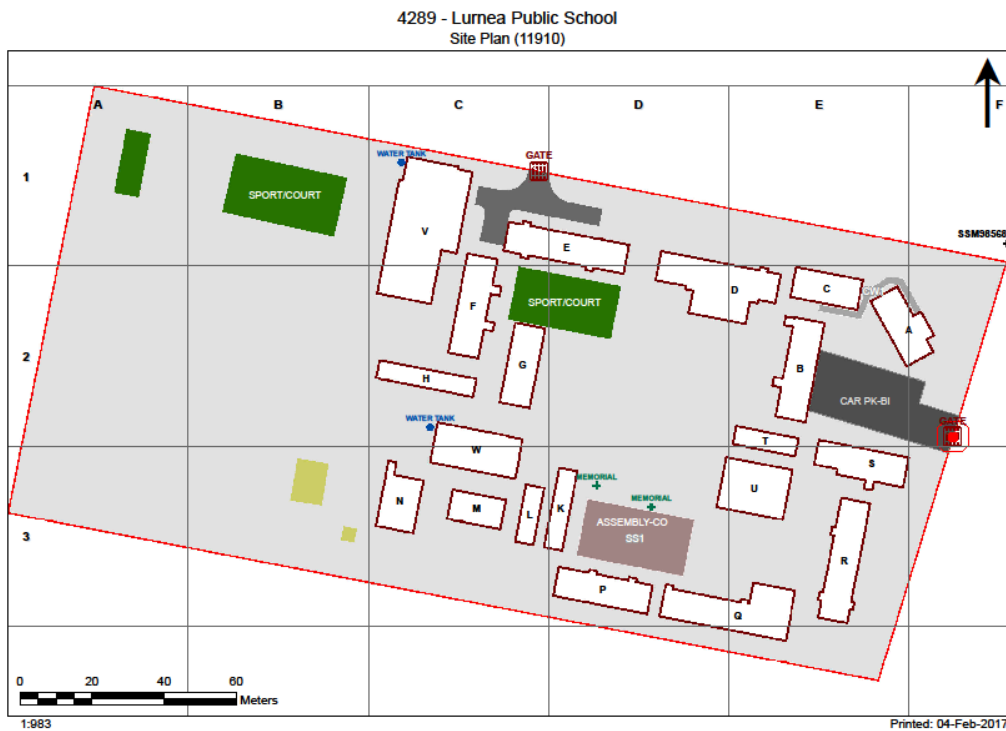 4289 - Lurnea Public School
Site Plan (11910)
A B C D E F
WATER TANK
GATE
1
SPORT/COURT
V
E
SSM98568
SPORT/COURT
D
C
CW1
F
A
2
G
B
H
CAR PK-BI
WATER TANK
GATE
T
W
S
MEMORIAL
U
N
M
L
K
MEMORIAL
ASSEMBLY-CO
SS1
3
R
P
Q
0 20 40 60
Meters
1:983
Printed: 04-Feb-2017